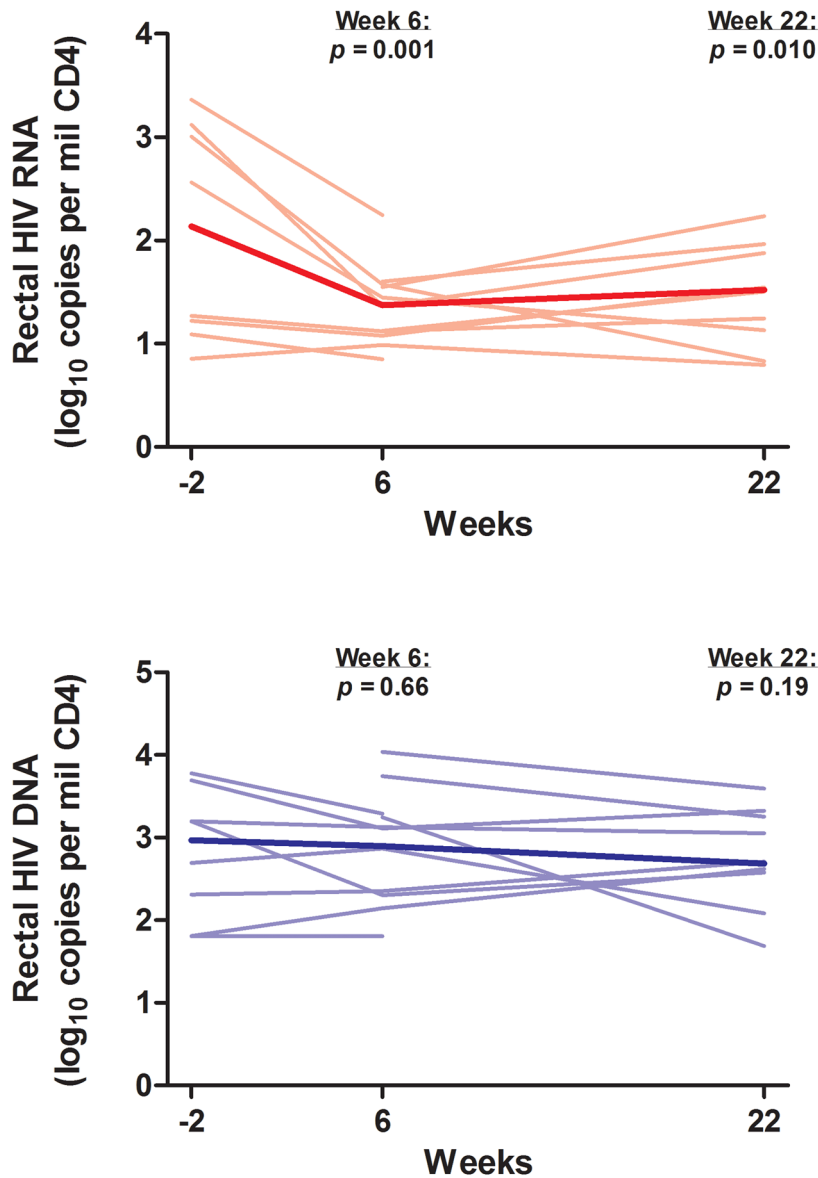 Week 6:
p = 0.001
Week 22:
p = 0.010
Rectal HIV RNA
(log10 copies per mil CD4)
4
3
2
1
0
-2
6
22
Weeks
Week 6:
p = 0.66
Week 22:
p = 0.19
Rectal HIV DNA
(log10 copies per mil CD4)
5
4
3
2
1
0
-2
6
22
Weeks